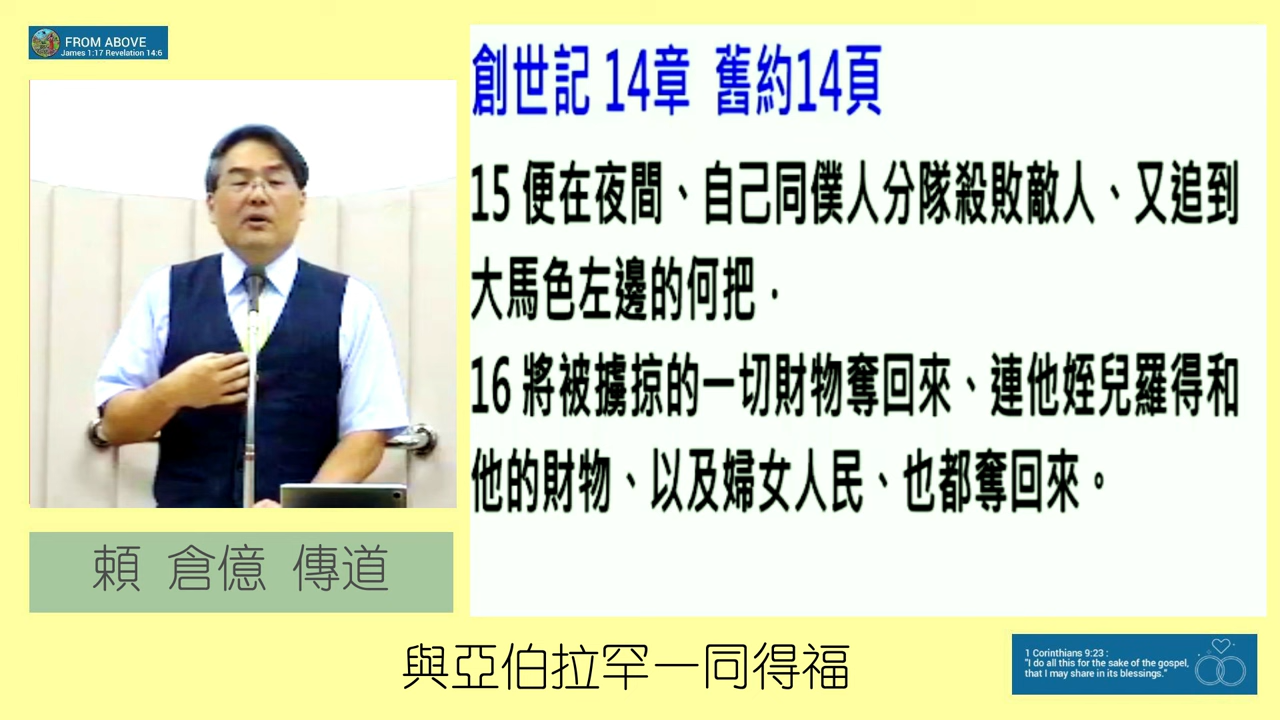 FROM ABOVE
James 1:17 Revelation 14:6
創世記 14章 舊約14頁
15 便在夜間、自己同僕人分隊殺敗敵人、又追到
大馬色左邊的何把．
16 將被擄掠的一切財物奪回來、連他姪兒羅得和
他的財物、以及婦女人民、也都奪回來。
賴 倉億 傳道
與亞伯拉罕一同得福
1 Corinthians 9:23 :
"I do all this for the sake of the gospel,
that I may share in its blessings."